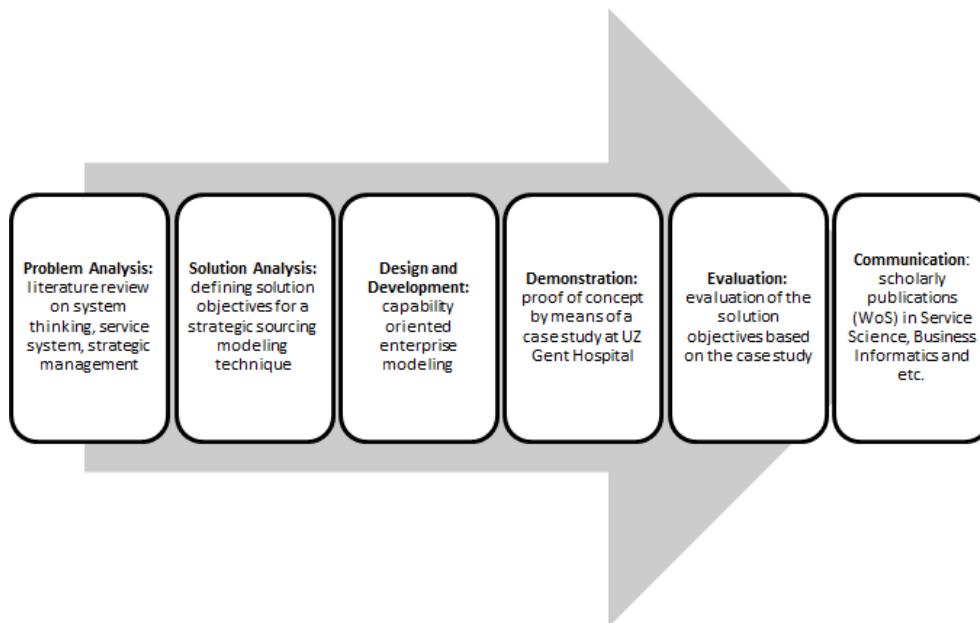 Problem Analysis:
literature review
on system
thinking, service
system, strategic
management
Solution Analysis:
defining solution
objectives for a
strategic sourcing
modeling
technique
Design and
Development:
capability
oriented
enterprise
modeling
Demonstration:
proof of concept
by means of a
case study at UZ
Gent Hospital
Evaluation:
evaluation of the
solution
objectives based
on the case study
Communication:
scholarly
publications
(WoS) in Service
Science, Business
Informatics and
etc.